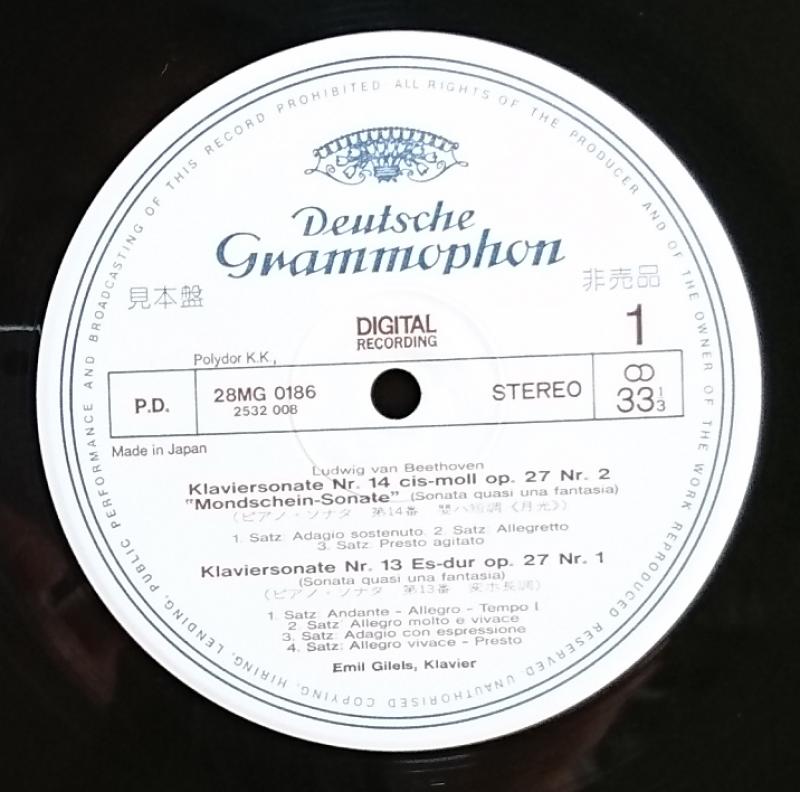 ALL RIGHTS OF THE PRODUCER AND OF THE OWNER OF THE WORK REPRODUCED RESERVED UNAUTHORISED COPYING, HIRING, LENDING, PUBLIC PERFORMANCE AND BROADCASTING OF THIS RECORD PROHIBITED
Deutsche
Grammophon
見本盤
非売品
DIGITAL
RECORDING
1
Polydor K.K.,
P.D.
28MG 0186
2532 008
STEREO
33 1/3
Made in Japan
Ludwig van Beethoven
Klaviersonate Nr. 14 cis-moll op. 27 Nr. 2
"Mondschein-Sonate" (Sonata quasi una fantasia)
(ピアノ・ソナタ 第14番 嬰ハ短調《月光》)
1. Satz: Adagio sostenuto. 2. Satz: Allegretto
3. Satz: Presto agitato
Klaviersonate Nr. 13 Es-dur op. 27 Nr. 1
(Sonata quasi una fantasia)
(ピアノ・ソナタ 第13番 変ホ長調)
1. Satz: Andante - Allegro - Tempo I
2. Satz: Allegro molto e vivace
3. Satz: Adagio con espressione
4. Satz: Allegro vivace - Presto
Emil Gilels, Klavier